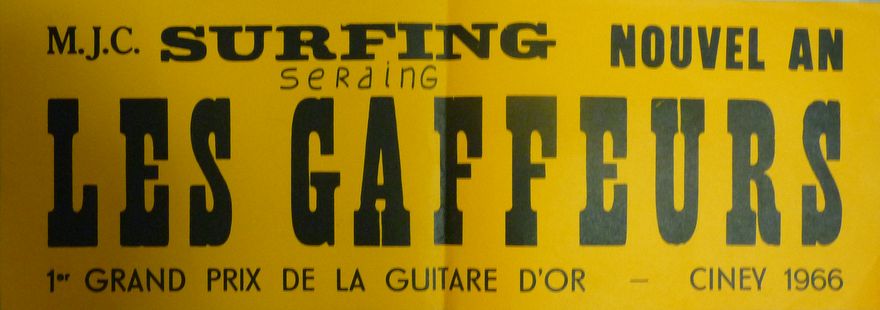 M.J.C. SURFING NOUVEL AN
seraing
LES GAFFEURS
1er GRAND PRIX DE LA GUITARE D'OR — CINEY 1966